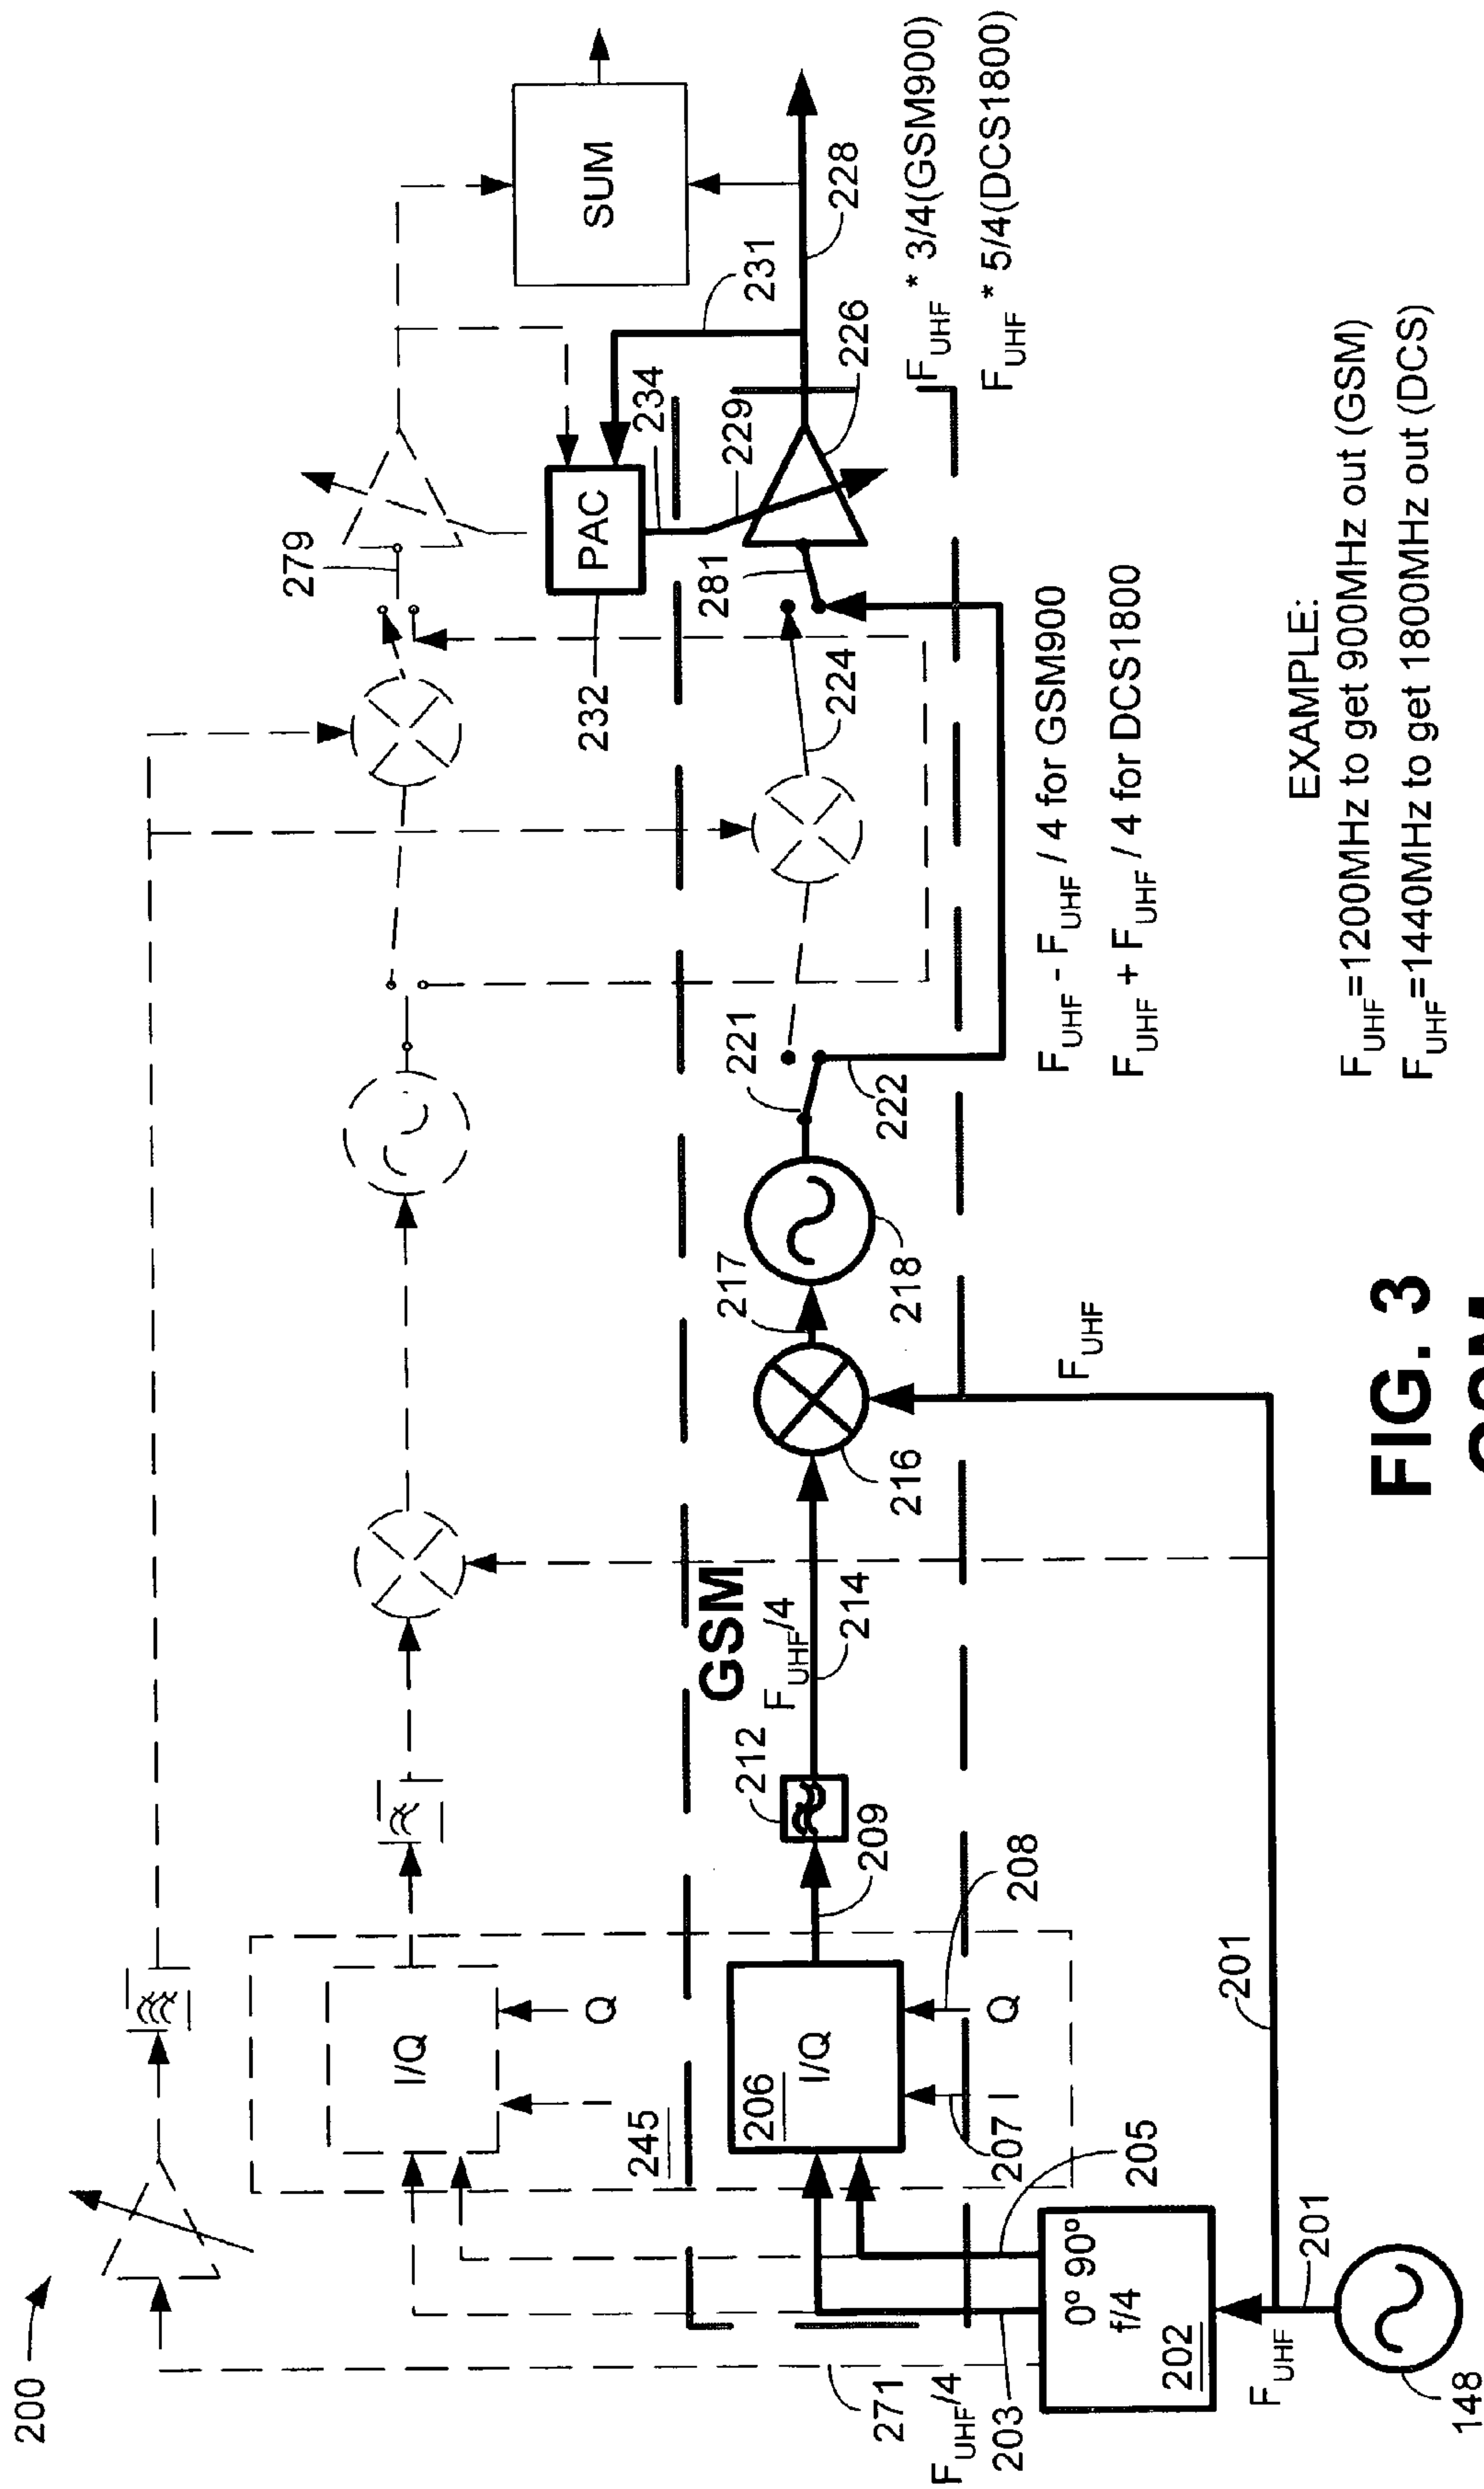 200
279
SUM
231
228
PAC
234
229
226
232
281
224
F_UHF * 3/4(GSM900)
F_UHF * 5/4(DCS1800)
221
222
F_UHF - F_UHF / 4 for GSM900
F_UHF + F_UHF / 4 for DCS1800
EXAMPLE:
F_UHF=1200MHz to get 900MHz out (GSM)
F_UHF=1440MHz to get 1800MHz out (DCS)
217
218
216
F_UHF
GSM
F_UHF/4
214
212
209
I/Q
I
Q
245
206
I/Q
207
I
Q
208
205
0º 90º
f/4
202
203
F_UHF/4
271
F_UHF
201
201
148
FIG. 3